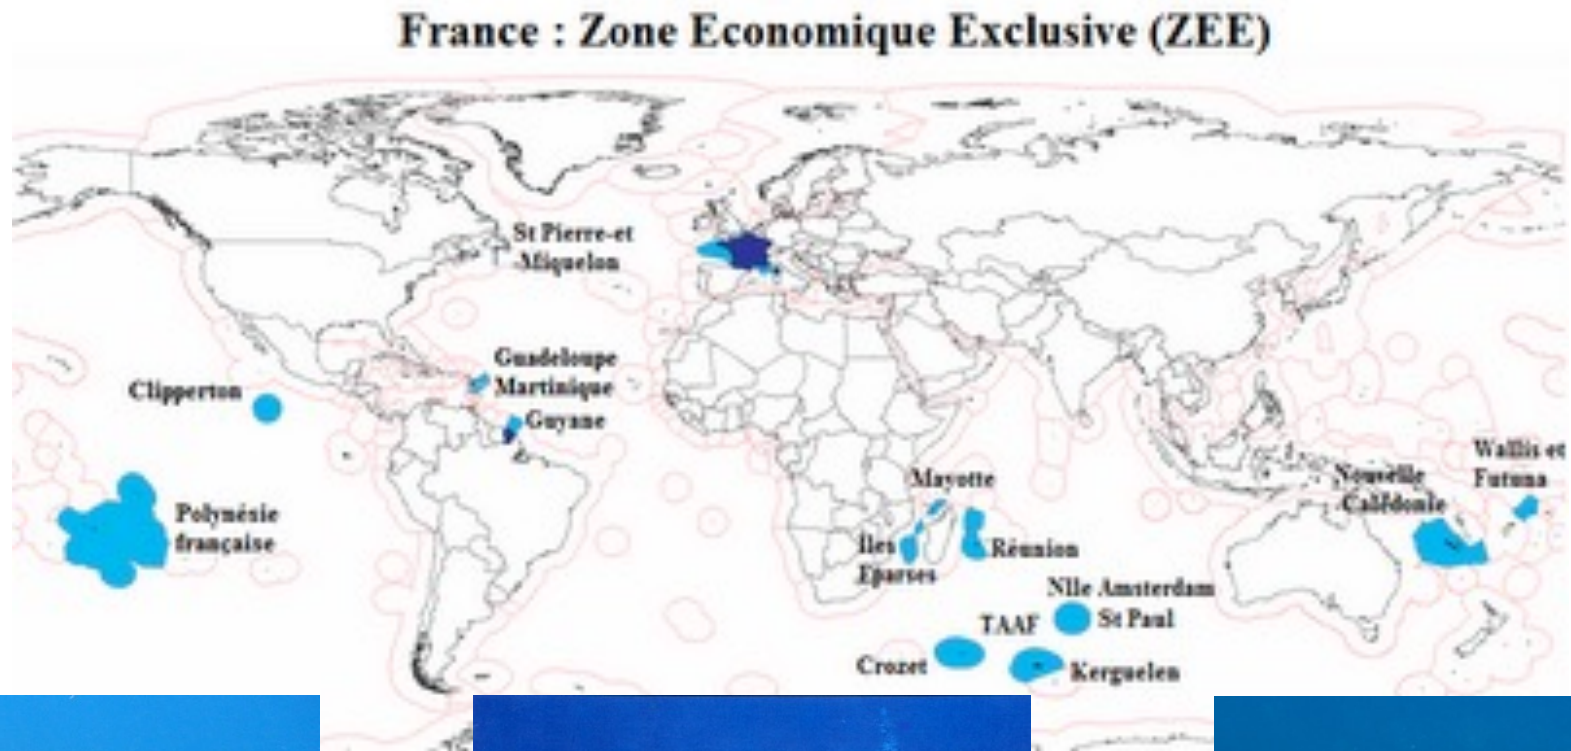 France : Zone Economique Exclusive (ZEE)
St Pierre-et
-Miquelon
Guadeloupe
Martinique
Clipperton
Guyane
Wallis et
Futuna
Mayotte
Nouvelle
Calédonie
Polynésie
française
Îles
Eparses
Réunion
Nlle Amsterdam
St Paul
TAAF
Crozet
Kerguelen